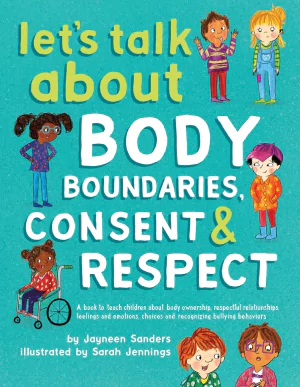 let's talk
about
BODY
BOUNDARIES,
CONSENT &
RESPECT
A book to teach children about body ownership, respectful relationships,
feelings and emotions, choices and recognizing bullying behaviors
by Jayneen Sanders
illustrated by Sarah Jennings